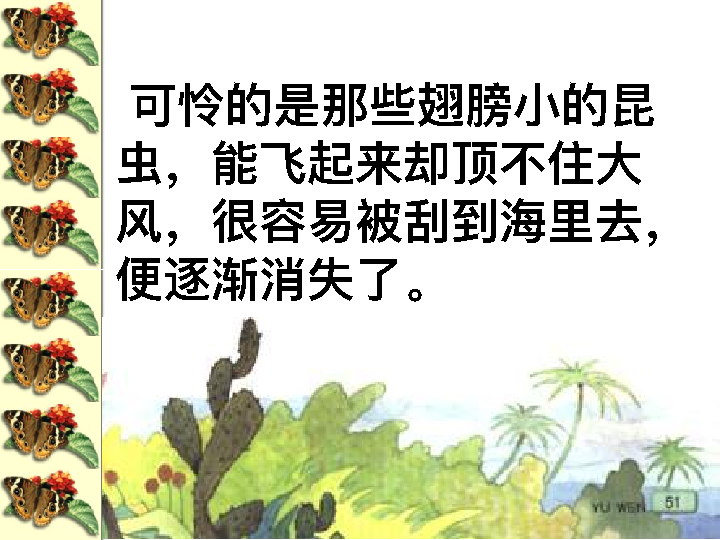 可怜的是那些翅膀小的昆
虫，能飞起来却顶不住大
风，很容易被刮到海里去，
便逐渐消失了。
YU WEN 51